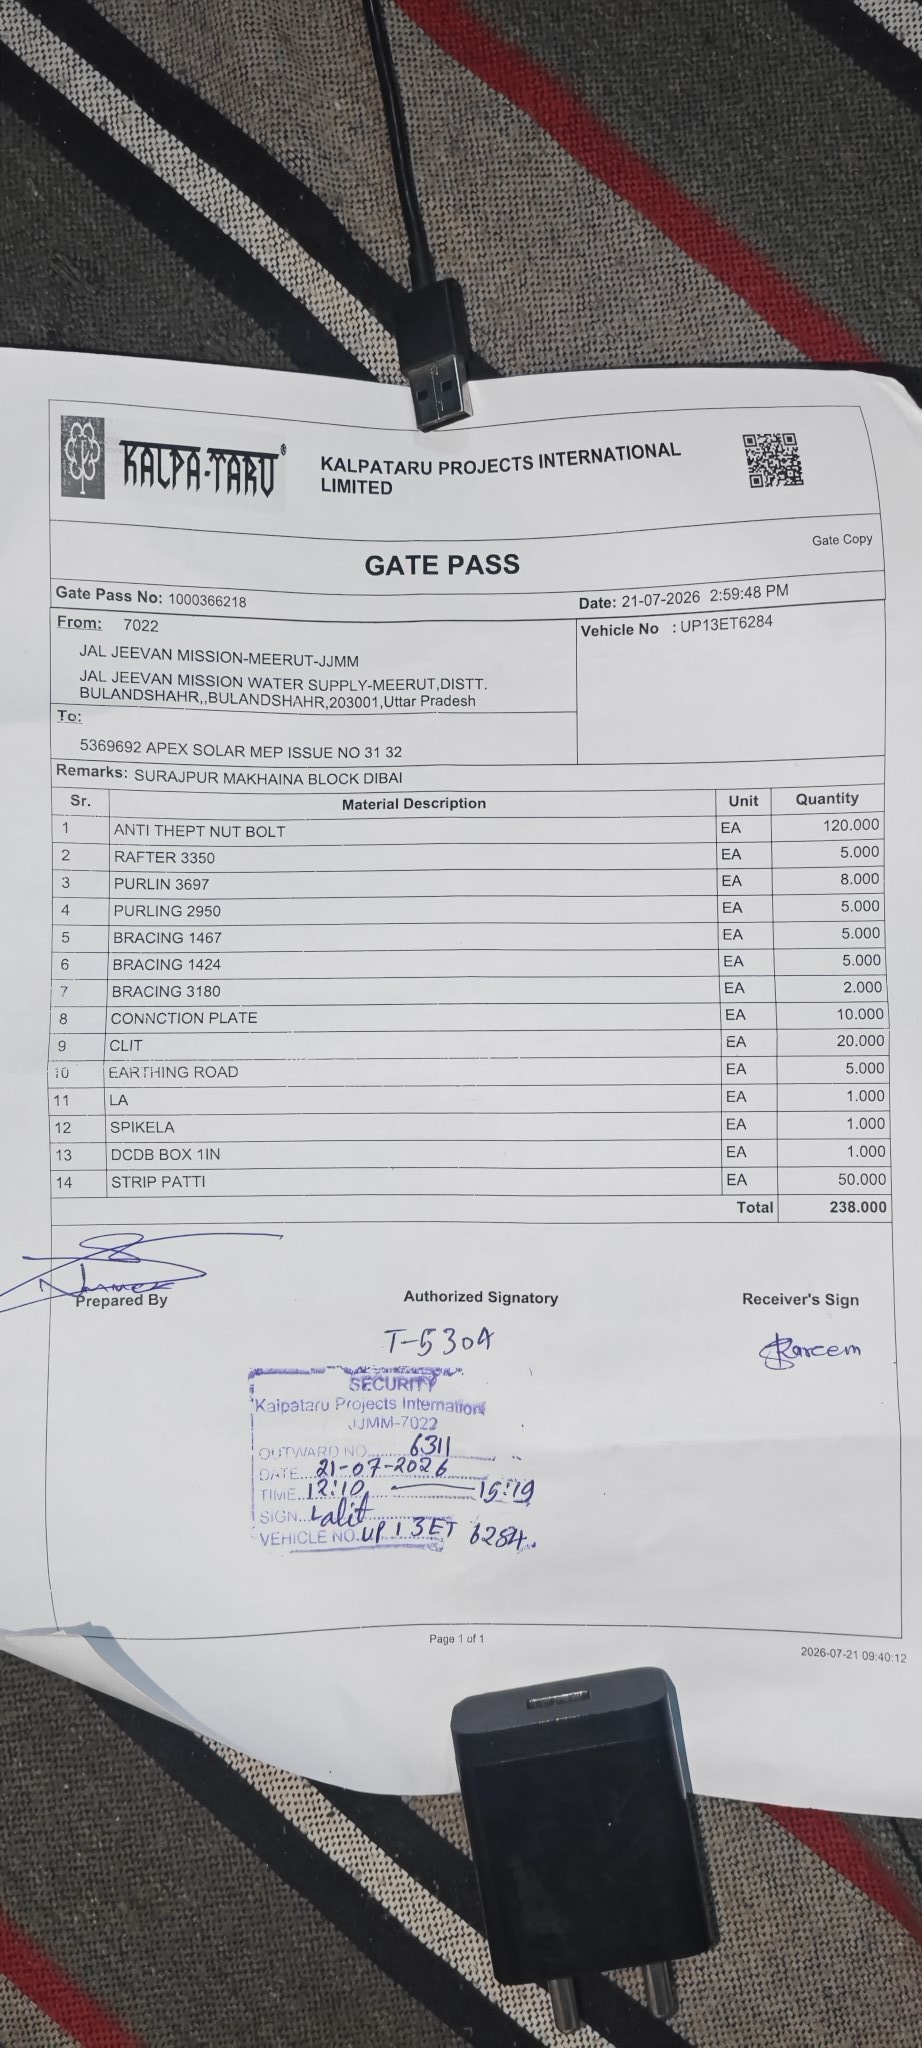 KALPA-TARU®
KALPATARU PROJECTS INTERNATIONAL
LIMITED
Gate Copy
GATE PASS
Gate Pass No: 1000366218
Date: 21-07-2026 2:59:48 PM
From: 7022
Vehicle No : UP13ET6284
JAL JEEVAN MISSION-MEERUT-JJMM
JAL JEEVAN MISSION WATER SUPPLY-MEERUT,DISTT.
BULANDSHAHR,,BULANDSHAHR,203001,Uttar Pradesh
To:
5369692 APEX SOLAR MEP ISSUE NO 31 32
Remarks: SURAJPUR MAKHAINA BLOCK DIBAI
Sr. Material Description Unit Quantity
1 ANTI THEPT NUT BOLT EA 120.000
2 RAFTER 3350 EA 5.000
3 PURLIN 3697 EA 8.000
4 PURLING 2950 EA 5.000
5 BRACING 1467 EA 5.000
6 BRACING 1424 EA 5.000
7 BRACING 3180 EA 2.000
8 CONNCTION PLATE EA 10.000
9 CLIT EA 20.000
10 EARTHING ROAD EA 5.000
11 LA EA 1.000
12 SPIKELA EA 1.000
13 DCDB BOX 1IN EA 1.000
14 STRIP PATTI EA 50.000
Total 238.000
Prepared By Authorized Signatory Receiver's Sign
T-5304
Kareem
SECURITY
Kalpataru Projects International
JJMM-7022
OUTWARD NO. 6311
DATE 21-07-2026
TIME 12:10 — 15:19
SIGN Lalit
VEHICLE NO. UP13ET 6284.
Page 1 of 1
2026-07-21 09:40:12